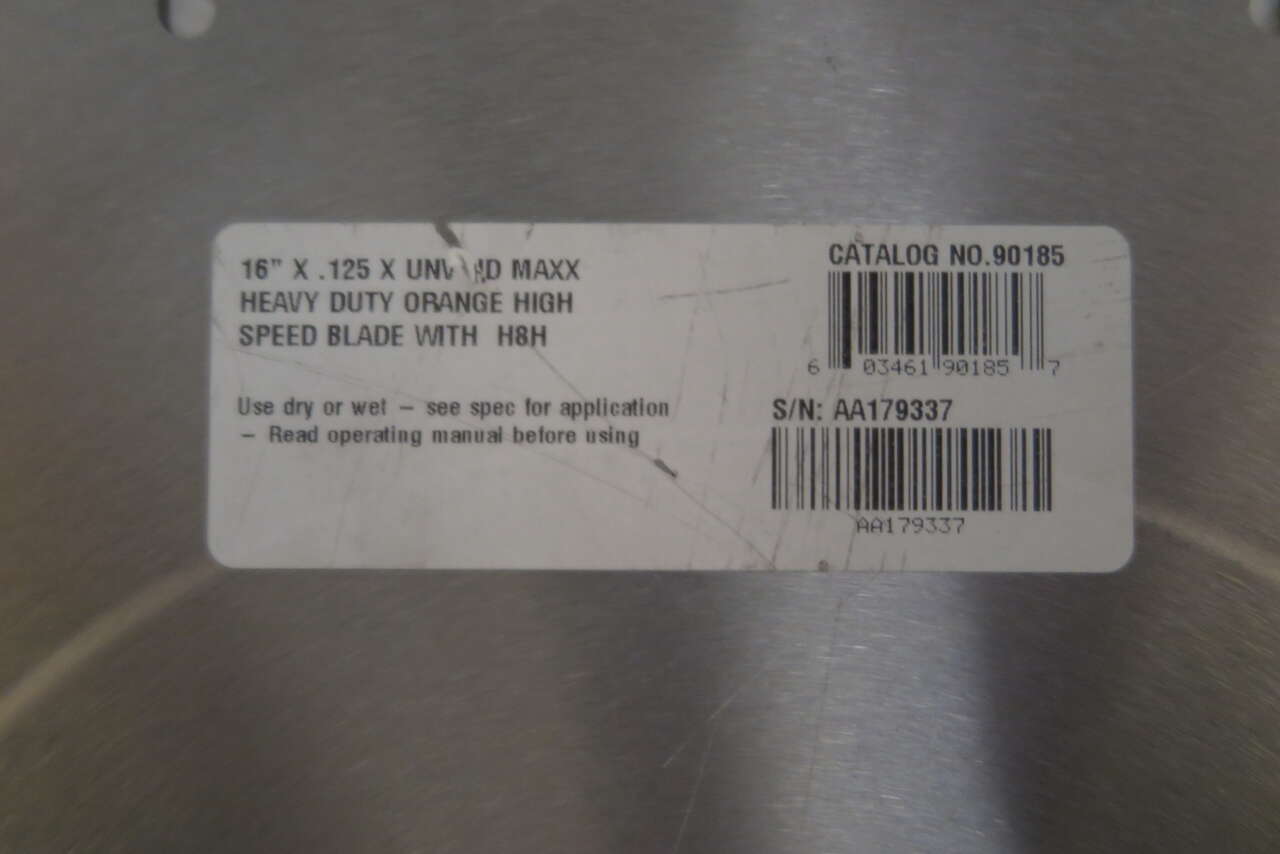 16" X .125 X MAXX
HEAVY DUTY ORANGE HIGH
SPEED BLADE WITH H8H
Use dry or wet – see spec for application
– Read operating manual before using
CATALOG NO.90185
6 03461 90185 7
S/N: AA179337
AA179337